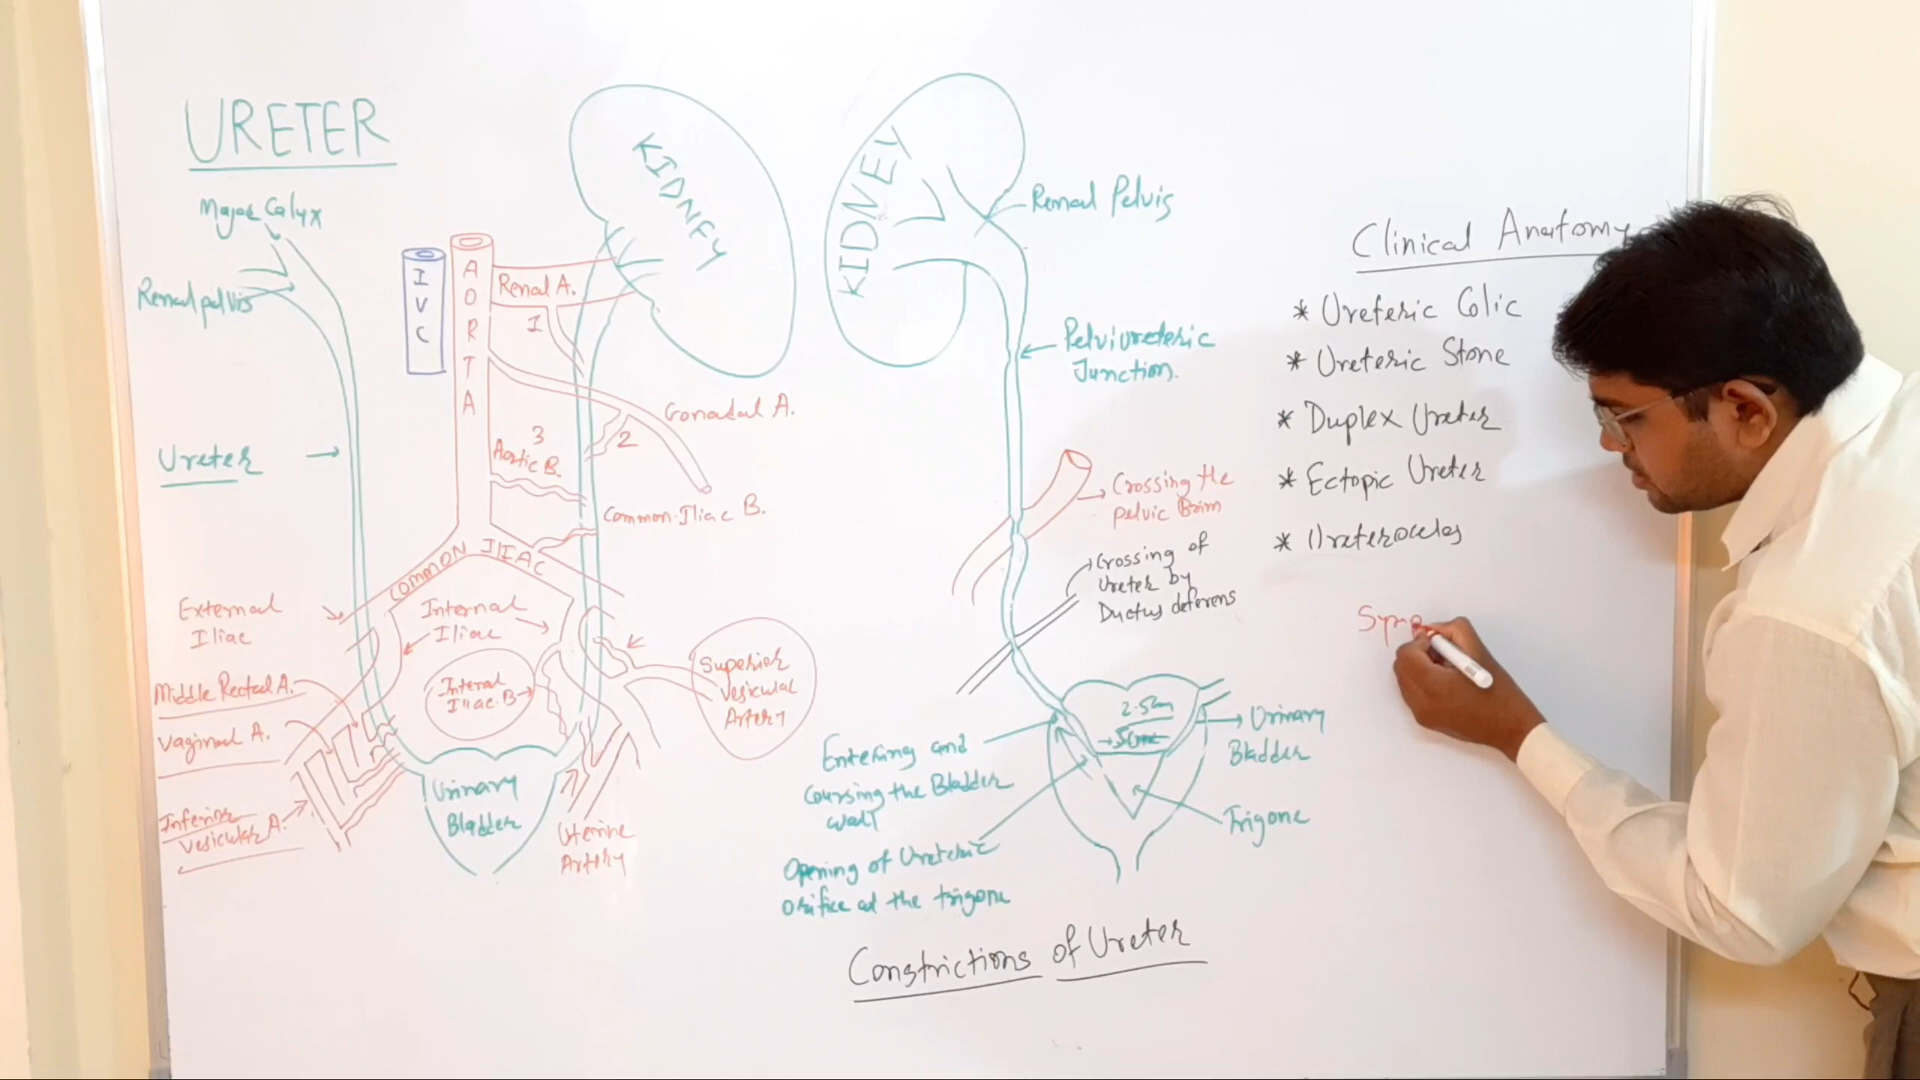 URETER
Major Calyx
Renal pelvis
Ureter
External
Iliac
Middle Rectal A.
Vaginal A.
Inferior
Vesicular A.
IVC
AORTA
Renal A.
1
Gonadal A.
2
3
Aortic B.
Common Iliac B.
COMMON ILIAC
Internal
Iliac
Internal
Iliac B
Superior
Vesicular
Artery
Urinary
Bladder
Uterine
Artery
KIDNEY
KIDNEY
Renal Pelvis
Pelviureteric
Junction.
Crossing the
pelvic Brim
Crossing of
Ureter by
Ductus deferens
2.5cm
5cm
Urinary
Bladder
Trigone
Entering and
Coursing the Bladder
wall
Opening of Ureteric
orifice at the trigone
Constrictions of Ureter
Clinical Anatomy
* Ureteric Colic
* Ureteric Stone
* Duplex Ureter
* Ectopic Ureter
* Ureteroceles
Symp